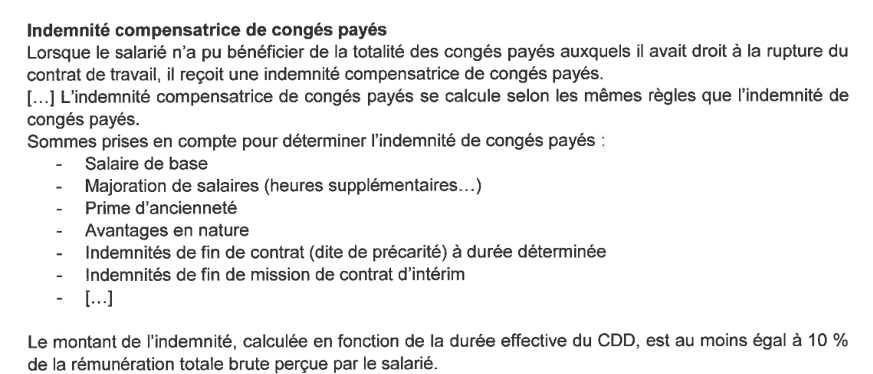 Indemnité compensatrice de congés payés
Lorsque le salarié n'a pu bénéficier de la totalité des congés payés auxquels il avait droit à la rupture du
contrat de travail, il reçoit une indemnité compensatrice de congés payés.
[…] L'indemnité compensatrice de congés payés se calcule selon les mêmes règles que l'indemnité de
congés payés.
Sommes prises en compte pour déterminer l'indemnité de congés payés :
- Salaire de base
- Majoration de salaires (heures supplémentaires…)
- Prime d'ancienneté
- Avantages en nature
- Indemnités de fin de contrat (dite de précarité) à durée déterminée
- Indemnités de fin de mission de contrat d'intérim
- […]
Le montant de l'indemnité, calculée en fonction de la durée effective du CDD, est au moins égal à 10 %
de la rémunération totale brute perçue par le salarié.